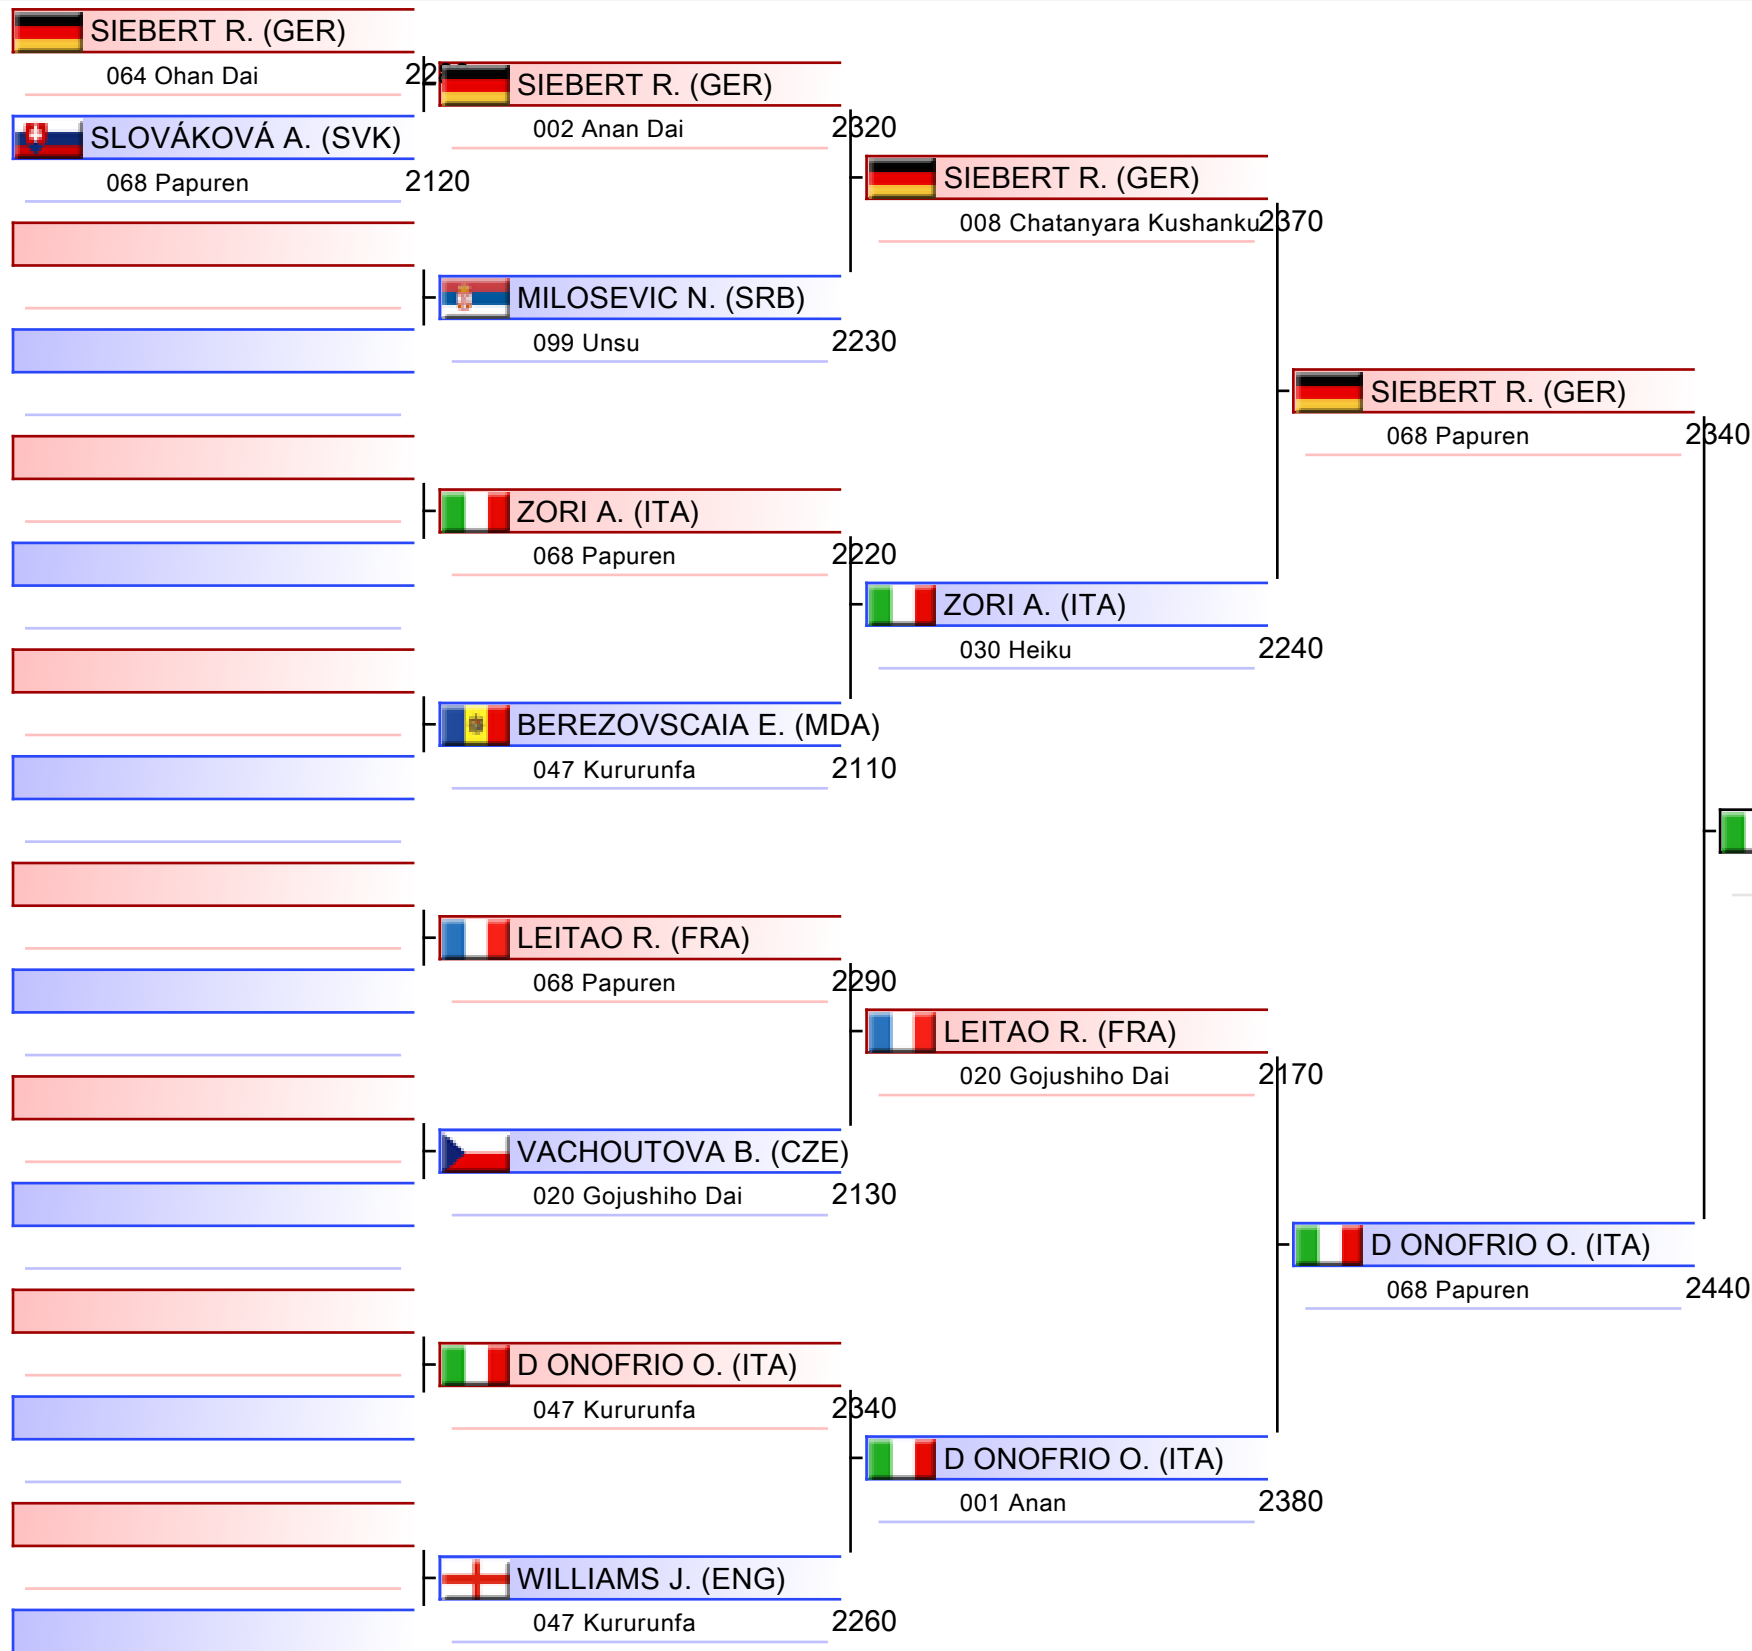 SIEBERT R. (GER)
064 Ohan Dai
SLOVÁKOVÁ A. (SVK)
068 Papuren 2120
SIEBERT R. (GER)
002 Anan Dai 2320
MILOSEVIC N. (SRB)
099 Unsu 2230
ZORI A. (ITA)
068 Papuren 2220
BEREZOVSCAIA E. (MDA)
047 Kururunfa 2110
LEITAO R. (FRA)
068 Papuren 2290
VACHOUTOVA B. (CZE)
020 Gojushiho Dai 2130
D ONOFRIO O. (ITA)
047 Kururunfa 2340
WILLIAMS J. (ENG)
047 Kururunfa 2260
SIEBERT R. (GER)
008 Chatanyara Kushanku 2370
ZORI A. (ITA)
030 Heiku 2240
LEITAO R. (FRA)
020 Gojushiho Dai 2170
D ONOFRIO O. (ITA)
001 Anan 2380
SIEBERT R. (GER)
068 Papuren 2340
D ONOFRIO O. (ITA)
068 Papuren 2440